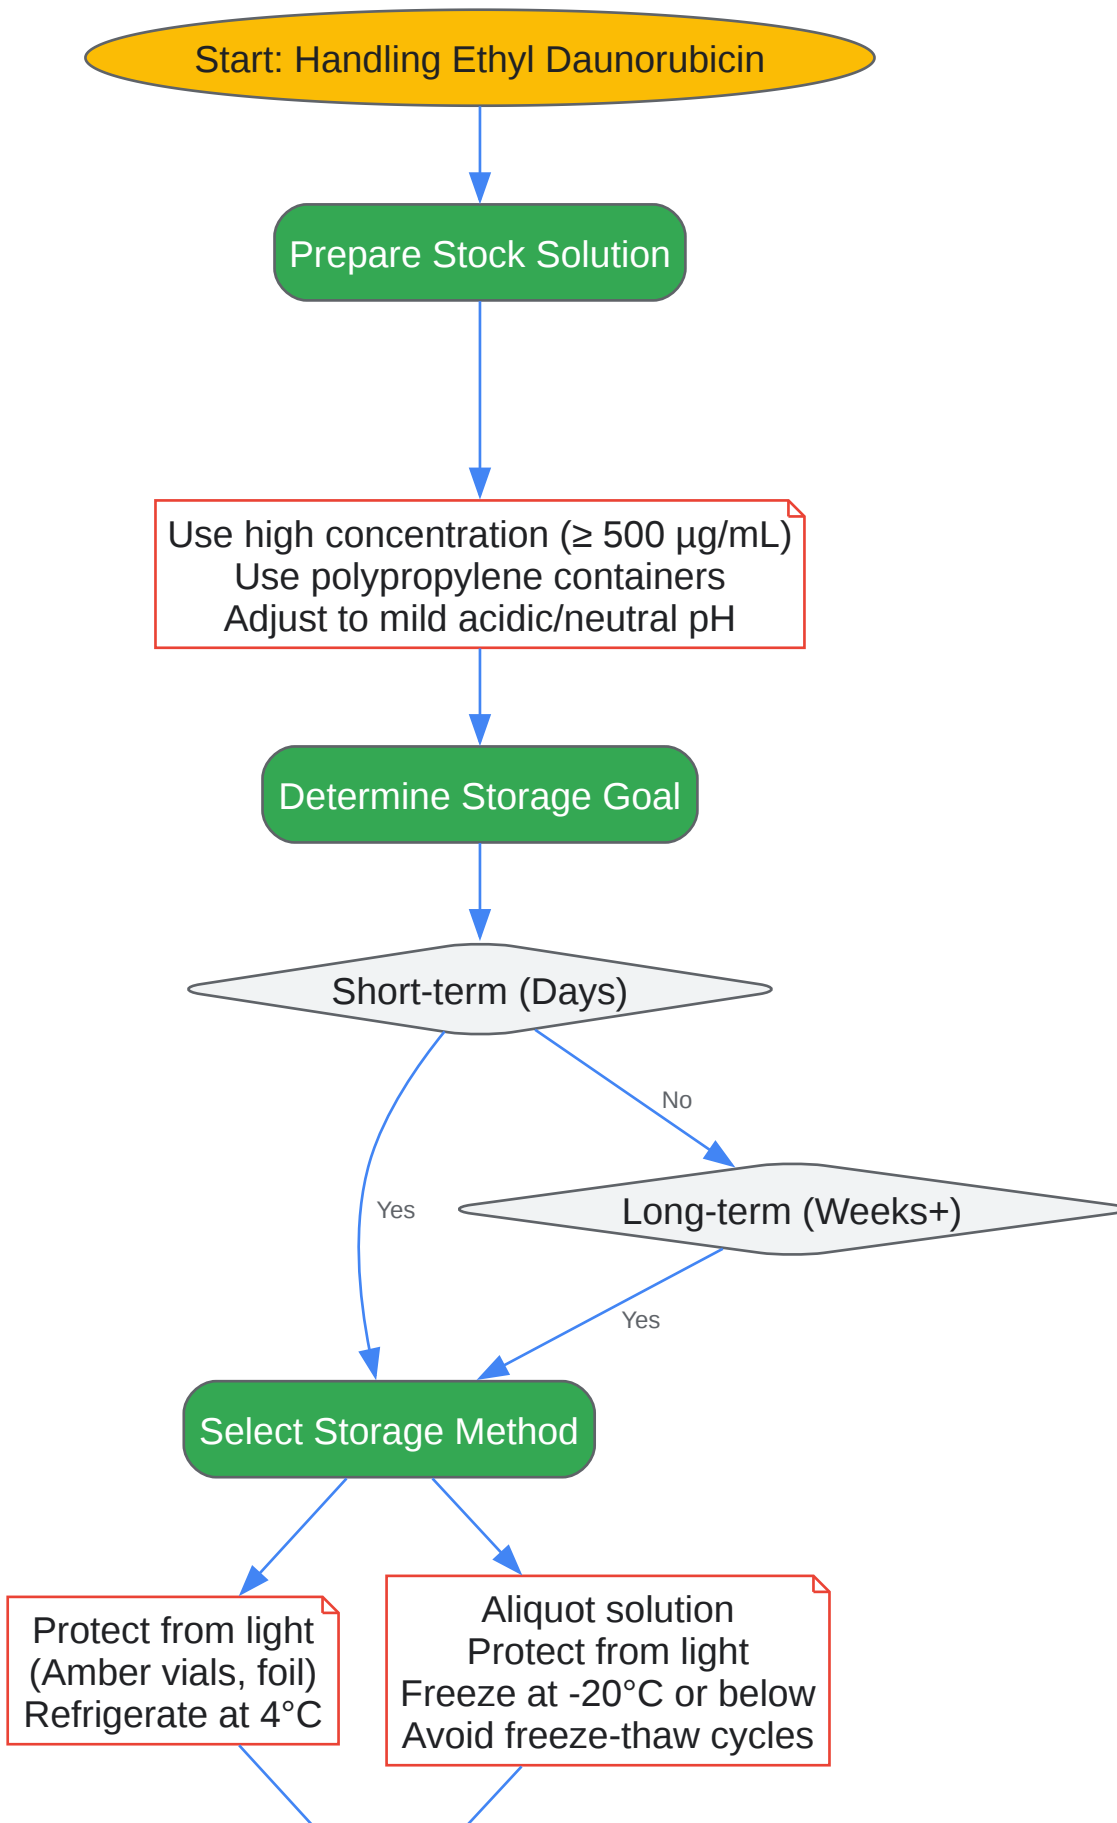 Start: Handling Ethyl Daunorubicin
Prepare Stock Solution
Use high concentration (≥ 500 µg/mL)
Use polypropylene containers
Adjust to mild acidic/neutral pH
Determine Storage Goal
Short-term (Days)
No
Yes
Long-term (Weeks+)
Yes
Select Storage Method
Protect from light
(Amber vials, foil)
Refrigerate at 4°C
Aliquot solution
Protect from light
Freeze at -20°C or below
Avoid freeze-thaw cycles